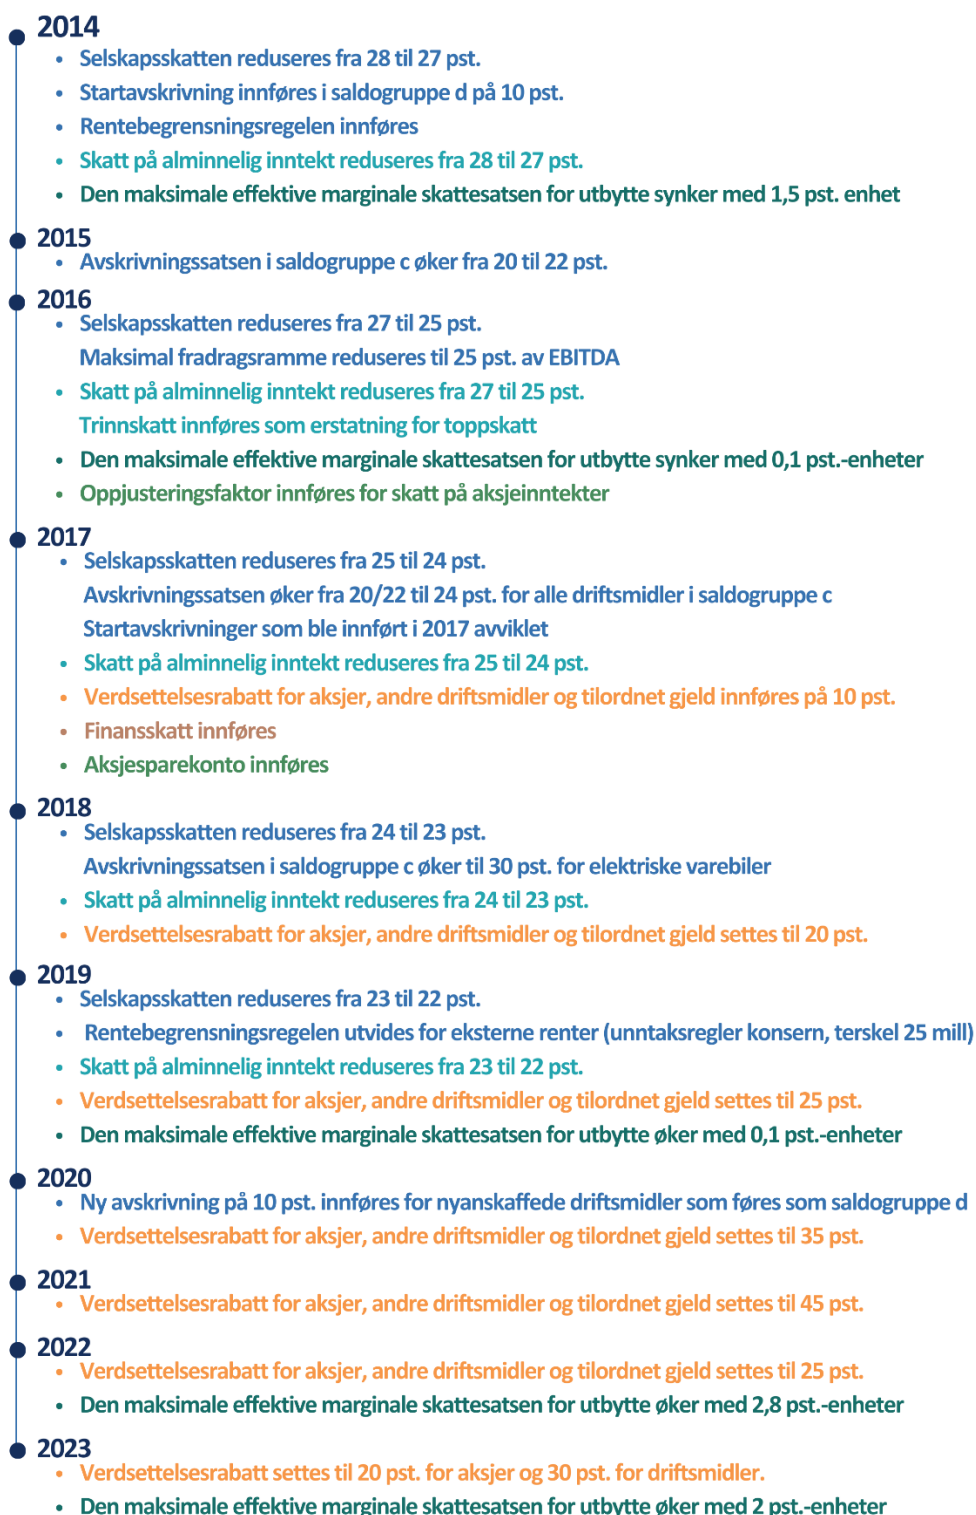 2014
• Selskapsskatten reduseres fra 28 til 27 pst.
• Startavskrivning innføres i saldogruppe d på 10 pst.
• Rentebegrensningsregelen innføres
• Skatt på alminnelig inntekt reduseres fra 28 til 27 pst.
• Den maksimale effektive marginale skattesatsen for utbytte synker med 1,5 pst. enhet
2015
• Avskrivningssatsen i saldogruppe c øker fra 20 til 22 pst.
2016
• Selskapsskatten reduseres fra 27 til 25 pst.
Maksimal fradragsramme reduseres til 25 pst. av EBITDA
• Skatt på alminnelig inntekt reduseres fra 27 til 25 pst.
Trinnskatt innføres som erstatning for toppskatt
• Den maksimale effektive marginale skattesatsen for utbytte synker med 0,1 pst.-enheter
• Oppjusteringsfaktor innføres for skatt på aksjeinntekter
2017
• Selskapsskatten reduseres fra 25 til 24 pst.
Avskrivningssatsen øker fra 20/22 til 24 pst. for alle driftsmidler i saldogruppe c
Startavskrivninger som ble innført i 2017 avviklet
• Skatt på alminnelig inntekt reduseres fra 25 til 24 pst.
• Verdsettelsesrabatt for aksjer, andre driftsmidler og tilordnet gjeld innføres på 10 pst.
• Finansskatt innføres
• Aksjesparekonto innføres
2018
• Selskapsskatten reduseres fra 24 til 23 pst.
Avskrivningssatsen i saldogruppe c øker til 30 pst. for elektriske varebiler
• Skatt på alminnelig inntekt reduseres fra 24 til 23 pst.
• Verdsettelsesrabatt for aksjer, andre driftsmidler og tilordnet gjeld settes til 20 pst.
2019
• Selskapsskatten reduseres fra 23 til 22 pst.
• Rentebegrensningsregelen utvides for eksterne renter (unntaksregler konsern, terskel 25 mill)
• Skatt på alminnelig inntekt reduseres fra 23 til 22 pst.
• Verdsettelsesrabatt for aksjer, andre driftsmidler og tilordnet gjeld settes til 25 pst.
• Den maksimale effektive marginale skattesatsen for utbytte øker med 0,1 pst.-enheter
2020
• Ny avskrivning på 10 pst. innføres for nyanskaffede driftsmidler som føres som saldogruppe d
• Verdsettelsesrabatt for aksjer, andre driftsmidler og tilordnet gjeld settes til 35 pst.
2021
• Verdsettelsesrabatt for aksjer, andre driftsmidler og tilordnet gjeld settes til 45 pst.
2022
• Verdsettelsesrabatt for aksjer, andre driftsmidler og tilordnet gjeld settes til 25 pst.
• Den maksimale effektive marginale skattesatsen for utbytte øker med 2,8 pst.-enheter
2023
• Verdsettelsesrabatt settes til 20 pst. for aksjer og 30 pst. for driftsmidler.
• Den maksimale effektive marginale skattesatsen for utbytte øker med 2 pst.-enheter